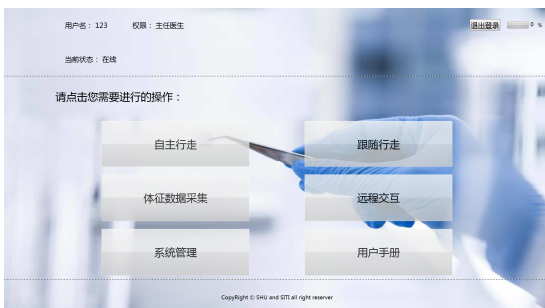 用户名：123 权限：主任医生 退出登录 0 %
当前状态：在线
请点击您需要进行的操作：
自主行走 跟随行走
体征数据采集 远程交互
系统管理 用户手册
CopyRight © SHU and SITI all right reserver